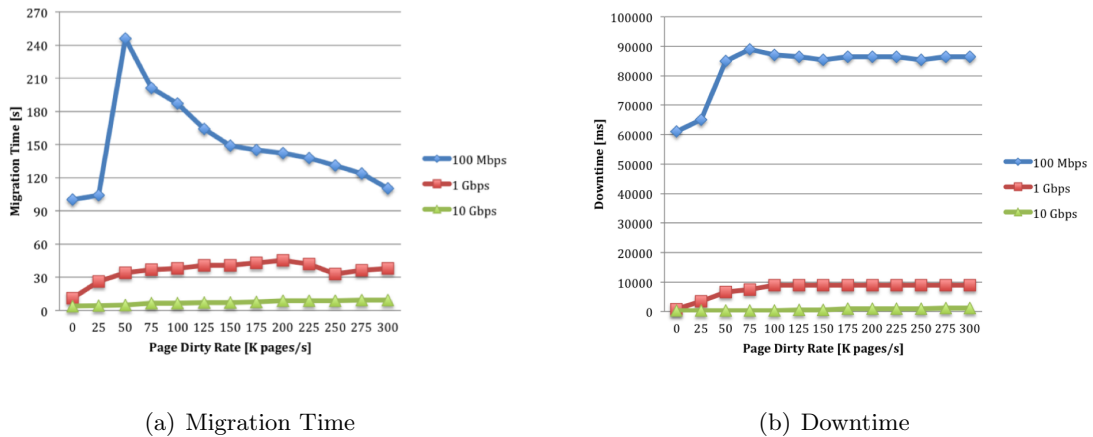 270
240
210
180
150
120
90
60
30
0
Migration Time [s]
0 25 50 75 100 125 150 175 200 225 250 275 300
Page Dirty Rate [K pages/s]
100 Mbps
1 Gbps
10 Gbps
(a) Migration Time
100000
90000
80000
70000
60000
50000
40000
30000
20000
10000
0
Downtime [ms]
0 25 50 75 100 125 150 175 200 225 250 275 300
Page Dirty Rate [K pages/s]
100 Mbps
1 Gbps
10 Gbps
(b) Downtime